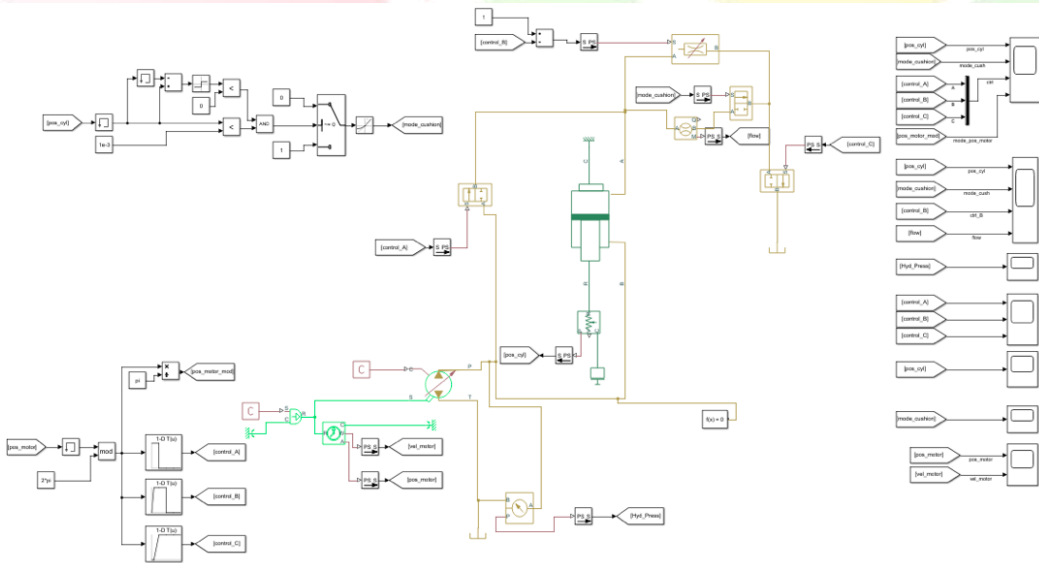 1
[control_B]
S PS
[pos_cyl]
1e-3
0
<
<
AND
0
> 0
1
[mode_cushion]
[mode_cushion]
S PS
PS S
[flow]
PS S
[control_C]
C
A
[control_A]
S PS
R
B
[pos_cyl]
S PS
C
P
S
T
C
S
C
R
f(x) = 0
pi
[pos_motor_mod]
[pos_motor]
2*pi
mod
1-D T(u)
[control_A]
1-D T(u)
[control_B]
1-D T(u)
[control_C]
PS S
[vel_motor]
PS S
[pos_motor]
B
A
P
PS S
[Hyd_Press]
[pos_cyl]
pos_cyl
[mode_cushion]
mode_cush
[control_A]
A
[control_B]
B
ctrl
[control_C]
C
[pos_motor_mod]
mode_pos_motor
[pos_cyl]
pos_cyl
[mode_cushion]
mode_cush
[control_B]
ctrl_B
[flow]
flow
[Hyd_Press]
[control_A]
[control_B]
[control_C]
[pos_cyl]
[mode_cushion]
[pos_motor]
pos_motor
[vel_motor]
vel_motor